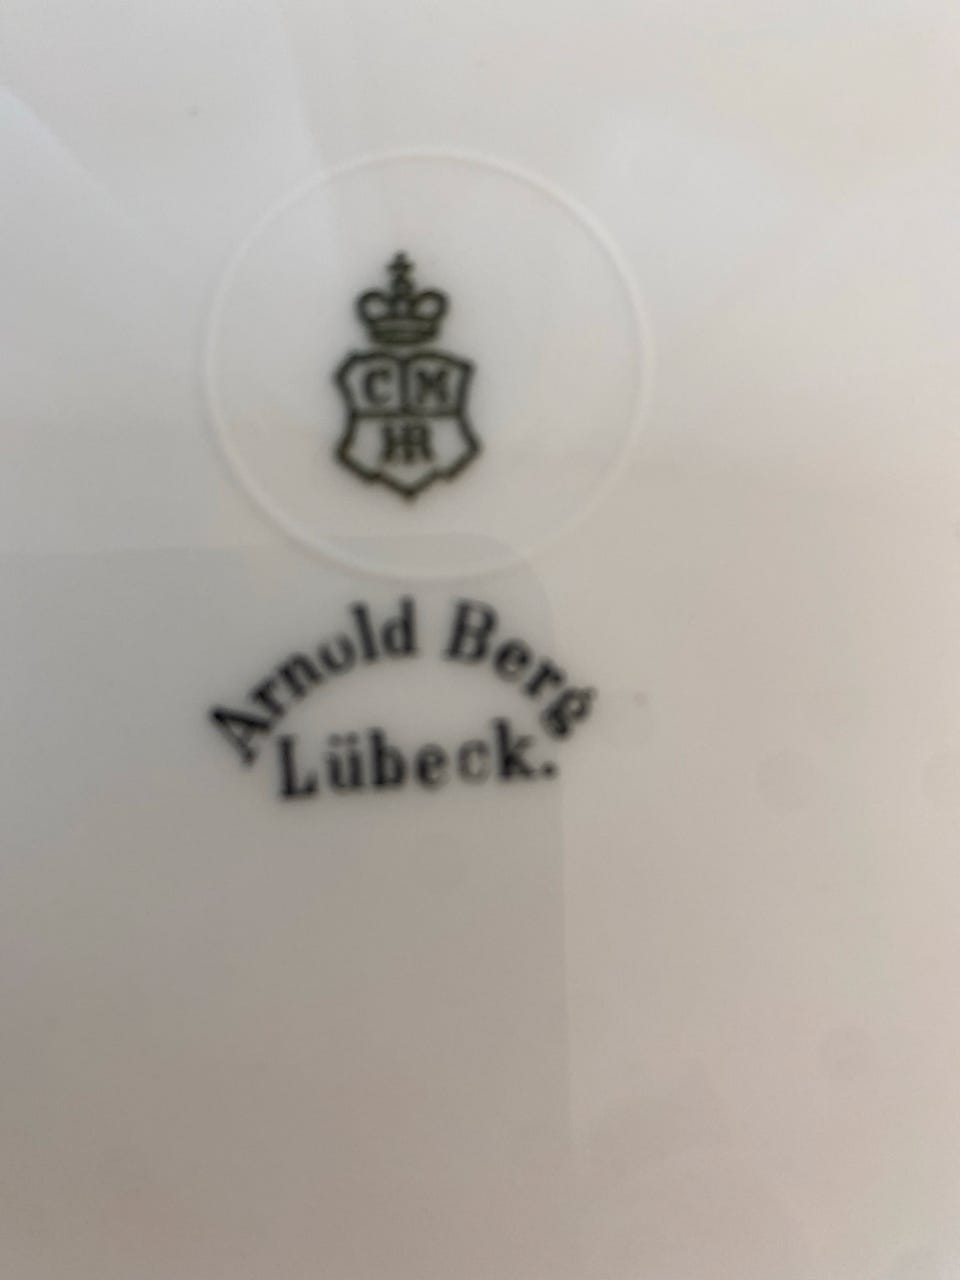 C M
HR
Arnold Berg
Lübeck.